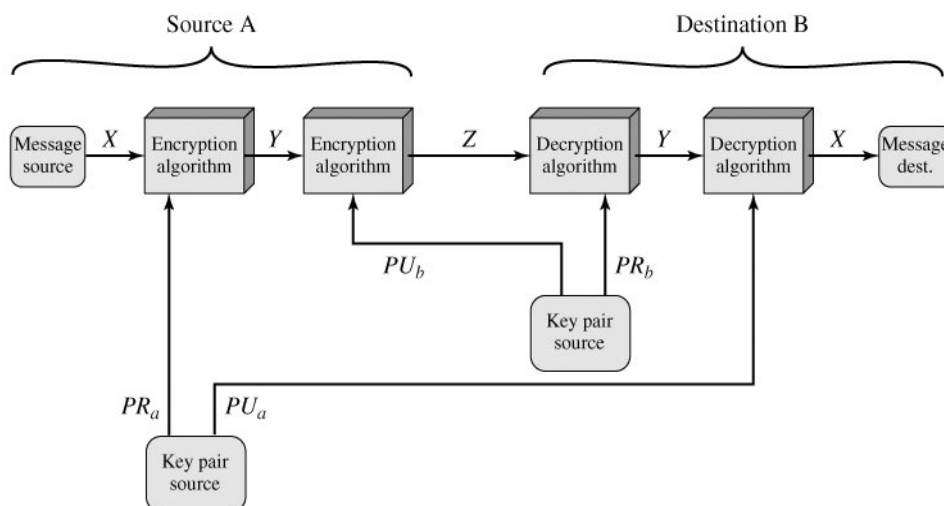 Source A
Destination B
Message
source
X
Encryption
algorithm
Y
Encryption
algorithm
Z
Decryption
algorithm
Y
Decryption
algorithm
X
Message
dest.
PU_b
PR_b
Key pair
source
PR_a
PU_a
Key pair
source